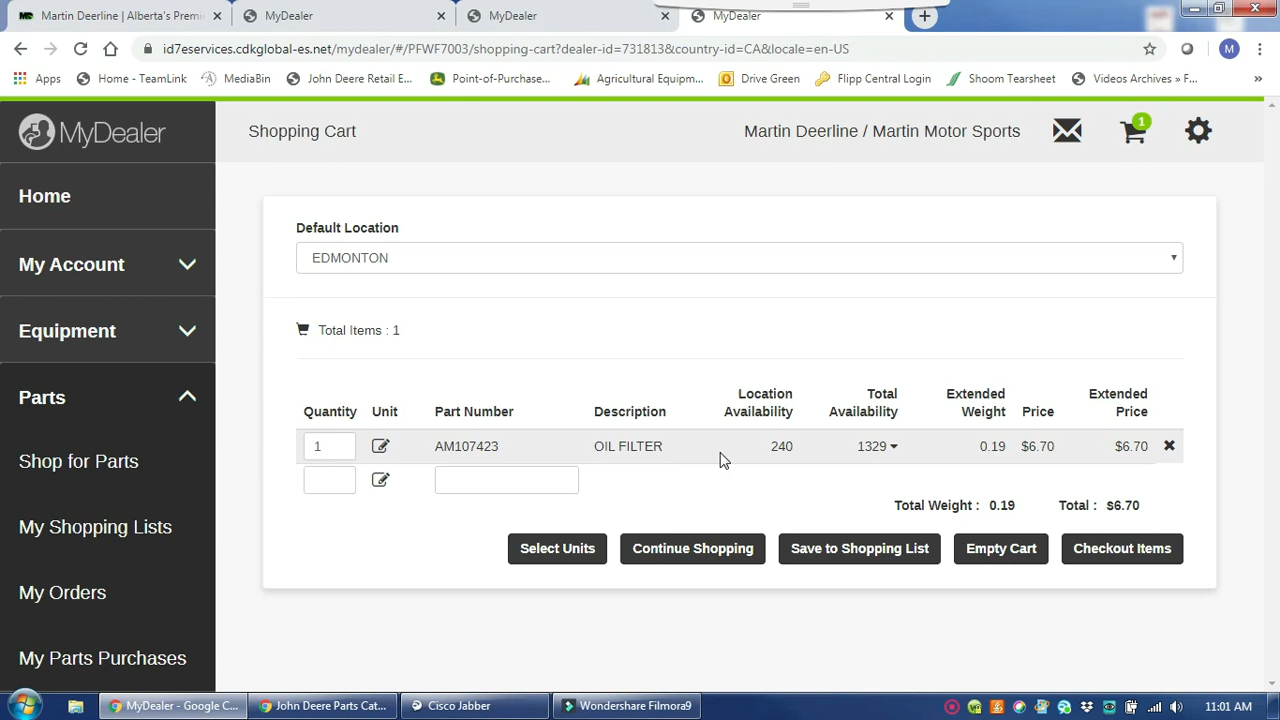 Martin Deerline | Alberta's Premi
MyDealer
MyDealer
MyDealer
id7eservices.cdkglobal-es.net/mydealer/#/PFWF7003/shopping-cart?dealer-id=731813&country-id=CA&locale=en-US
M
Apps
Home - TeamLink
MediaBin
John Deere Retail E...
Point-of-Purchase...
Agricultural Equipm...
Drive Green
Flipp Central Login
Shoom Tearsheet
Videos Archives » F...
»
MyDealer
Shopping Cart
Martin Deerline / Martin Motor Sports
1
Home
My Account
Equipment
Parts
Shop for Parts
My Shopping Lists
My Orders
My Parts Purchases
Default Location
EDMONTON
Total Items : 1
Quantity Unit Part Number Description Location Availability Total Availability Extended Weight Price Extended Price
1 AM107423 OIL FILTER 240 1329 0.19 $6.70 $6.70
Total Weight : 0.19 Total : $6.70
Select Units Continue Shopping Save to Shopping List Empty Cart Checkout Items
MyDealer - Google C...
John Deere Parts Cat...
Cisco Jabber
Wondershare Filmora9
11:01 AM